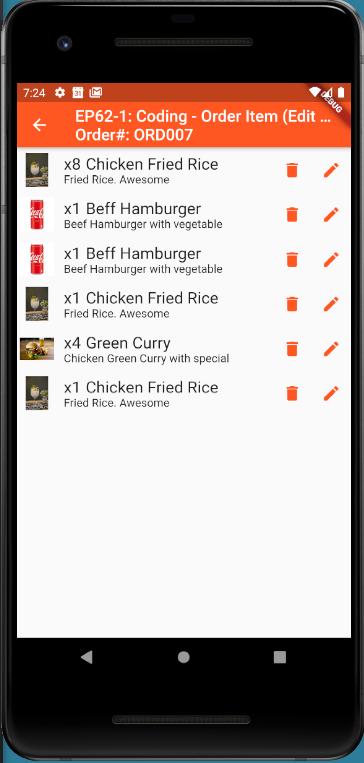 7:24
31
DEBUG
EP62-1: Coding - Order Item (Edit ...
Order#: ORD007
x8 Chicken Fried Rice
Fried Rice. Awesome
x1 Beff Hamburger
Beef Hamburger with vegetable
x1 Beff Hamburger
Beef Hamburger with vegetable
x1 Chicken Fried Rice
Fried Rice. Awesome
x4 Green Curry
Chicken Green Curry with special
x1 Chicken Fried Rice
Fried Rice. Awesome